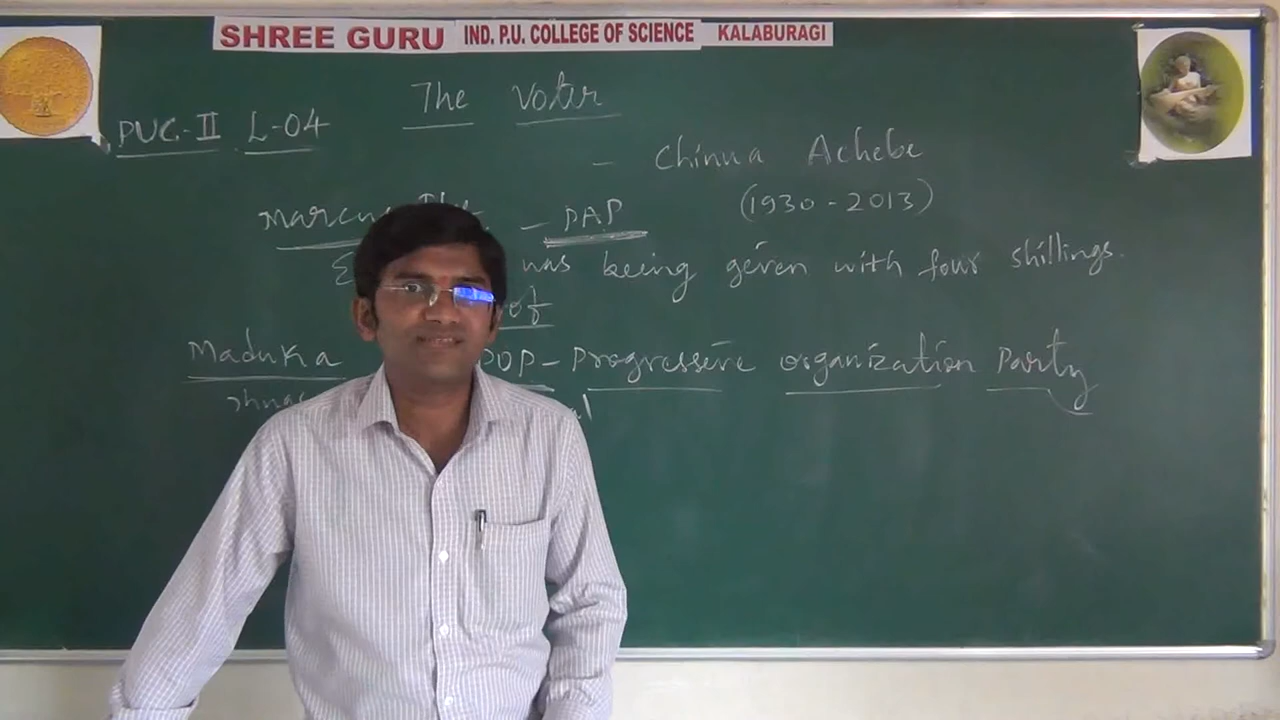 SHREE GURU IND. P.U. COLLEGE OF SCIENCE KALABURAGI
The Voter
PUC-II L-04
- Chinua Achebe
(1930-2013)
- PAP
was being given with four shillings.
Maduka POP- Progressive organization Party